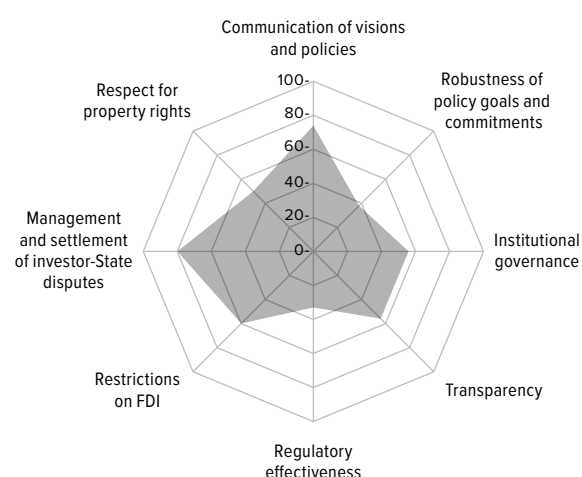 Communication of visions
and policies
Robustness of
policy goals and
commitments
Respect for
property rights
100-
80-
60-
40-
20-
0-
Management
and settlement
of investor-State
disputes
Institutional
governance
Restrictions
on FDI
Transparency
Regulatory
effectiveness